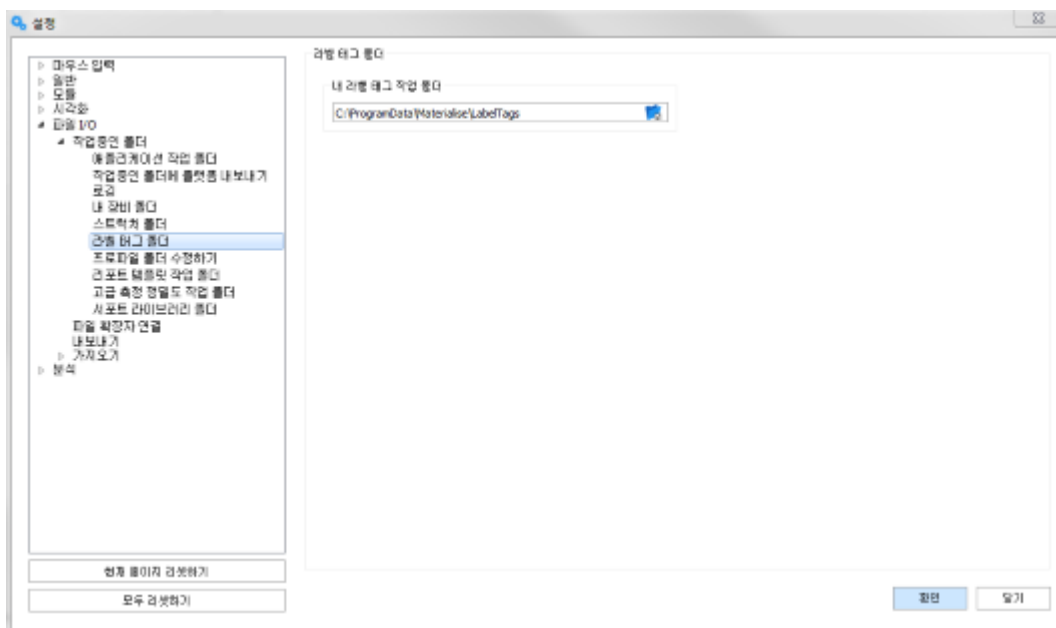 설정
마우스 입력
일반
모듈
시각화
파일 I/O
작업중인 폴더
애플리케이션 작업 폴더
작업중인 폴더에 플랫폼 내보내기
로깅
내 장비 폴더
스트럭처 폴더
라벨 태그 폴더
프로파일 폴더 수정하기
리포트 템플릿 작업 폴더
고급 측정 정밀도 작업 폴더
서포트 라이브러리 폴더
파일 확장자 연결
내보내기
가져오기
분석
현재 페이지 리셋하기
모두 리셋하기
라벨 태그 폴더
내 라벨 태그 작업 폴더
C:\ProgramData\Materialise\LabelTags
확인
닫기